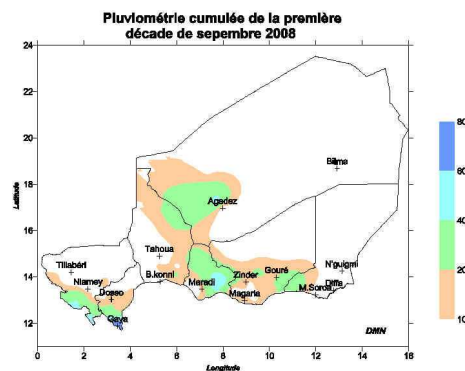 Pluviométrie cumulée de la première
décade de sepembre 2008
24
22
20
18
16
14
12
Latitude
Bilma
Agadez
Tahoua
Tillabéri
N'guigmi
B.konni
Zinder
Gouré
Niamey
Maradi
Diffa
Dosso
Magaria
M.Soroa
Gaya
DMN
0 2 4 6 8 10 12 14 16
Longitude
80
60
40
20
10